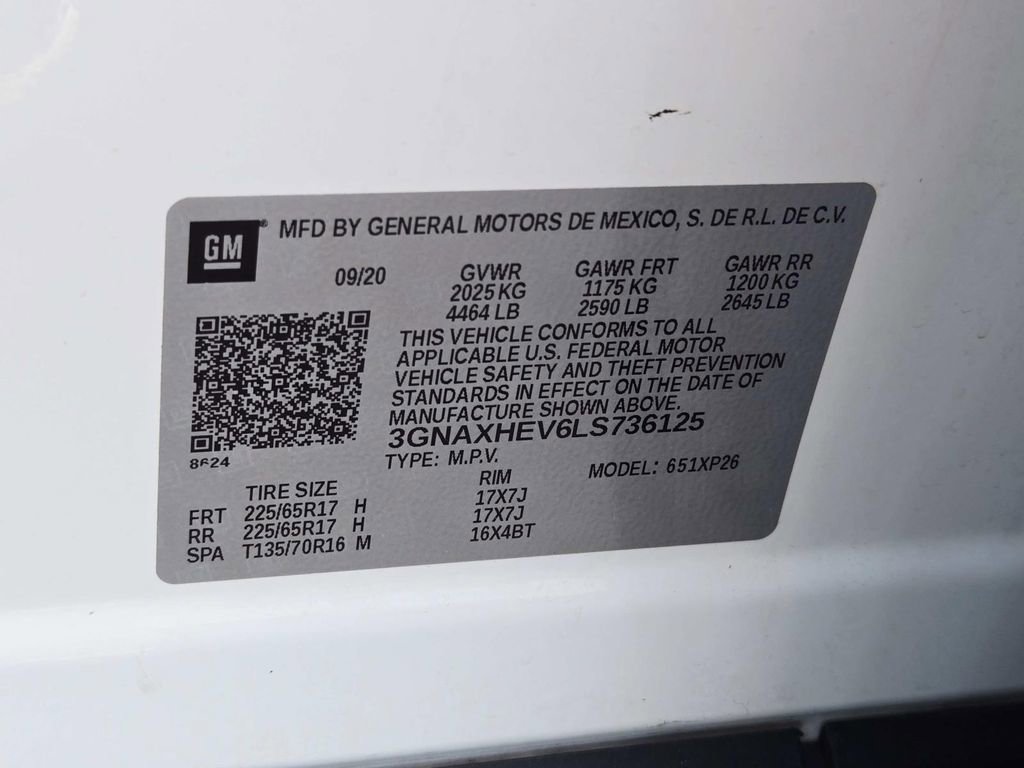 GM® MFD BY GENERAL MOTORS DE MEXICO, S. DE R.L. DE C.V.
09/20 GVWR GAWR FRT GAWR RR
2025 KG 1175 KG 1200 KG
4464 LB 2590 LB 2645 LB
THIS VEHICLE CONFORMS TO ALL
APPLICABLE U.S. FEDERAL MOTOR
VEHICLE SAFETY AND THEFT PREVENTION
STANDARDS IN EFFECT ON THE DATE OF
MANUFACTURE SHOWN ABOVE.
3GNAXHEV6LS736125
8624 TYPE: M.P.V. MODEL: 651XP26
TIRE SIZE RIM
FRT 225/65R17 H 17X7J
RR 225/65R17 H 17X7J
SPA T135/70R16 M 16X4BT